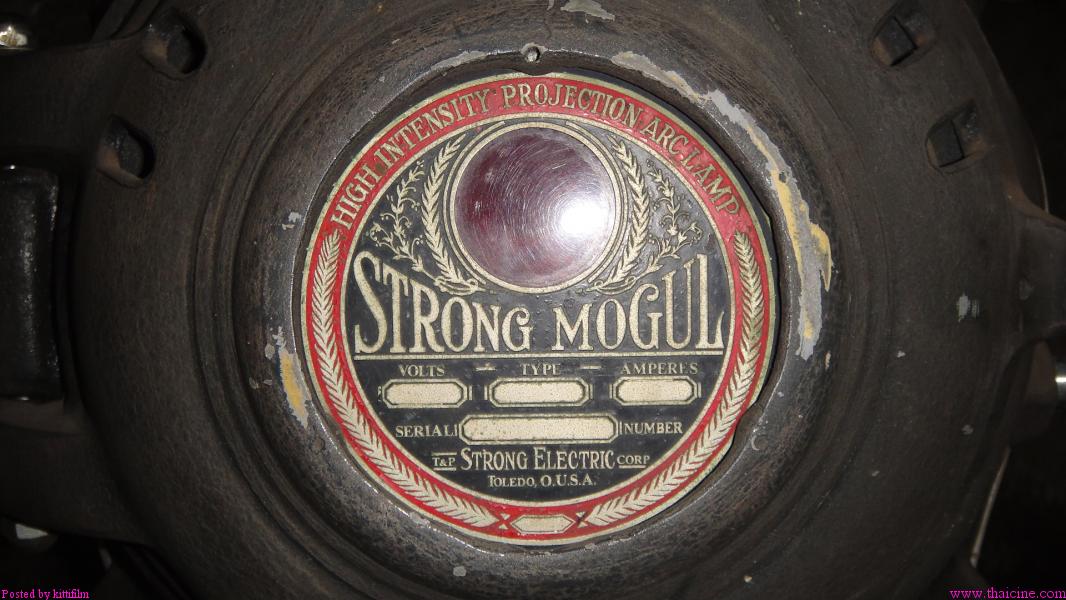 HIGH INTENSITY PROJECTION ARC LAMP
STRONG MOGUL
VOLTS TYPE AMPERES
SERIAL NUMBER
T&P STRONG ELECTRIC CORP
TOLEDO, O.U.S.A.
Posted by kittifilm
www.thaicine.com